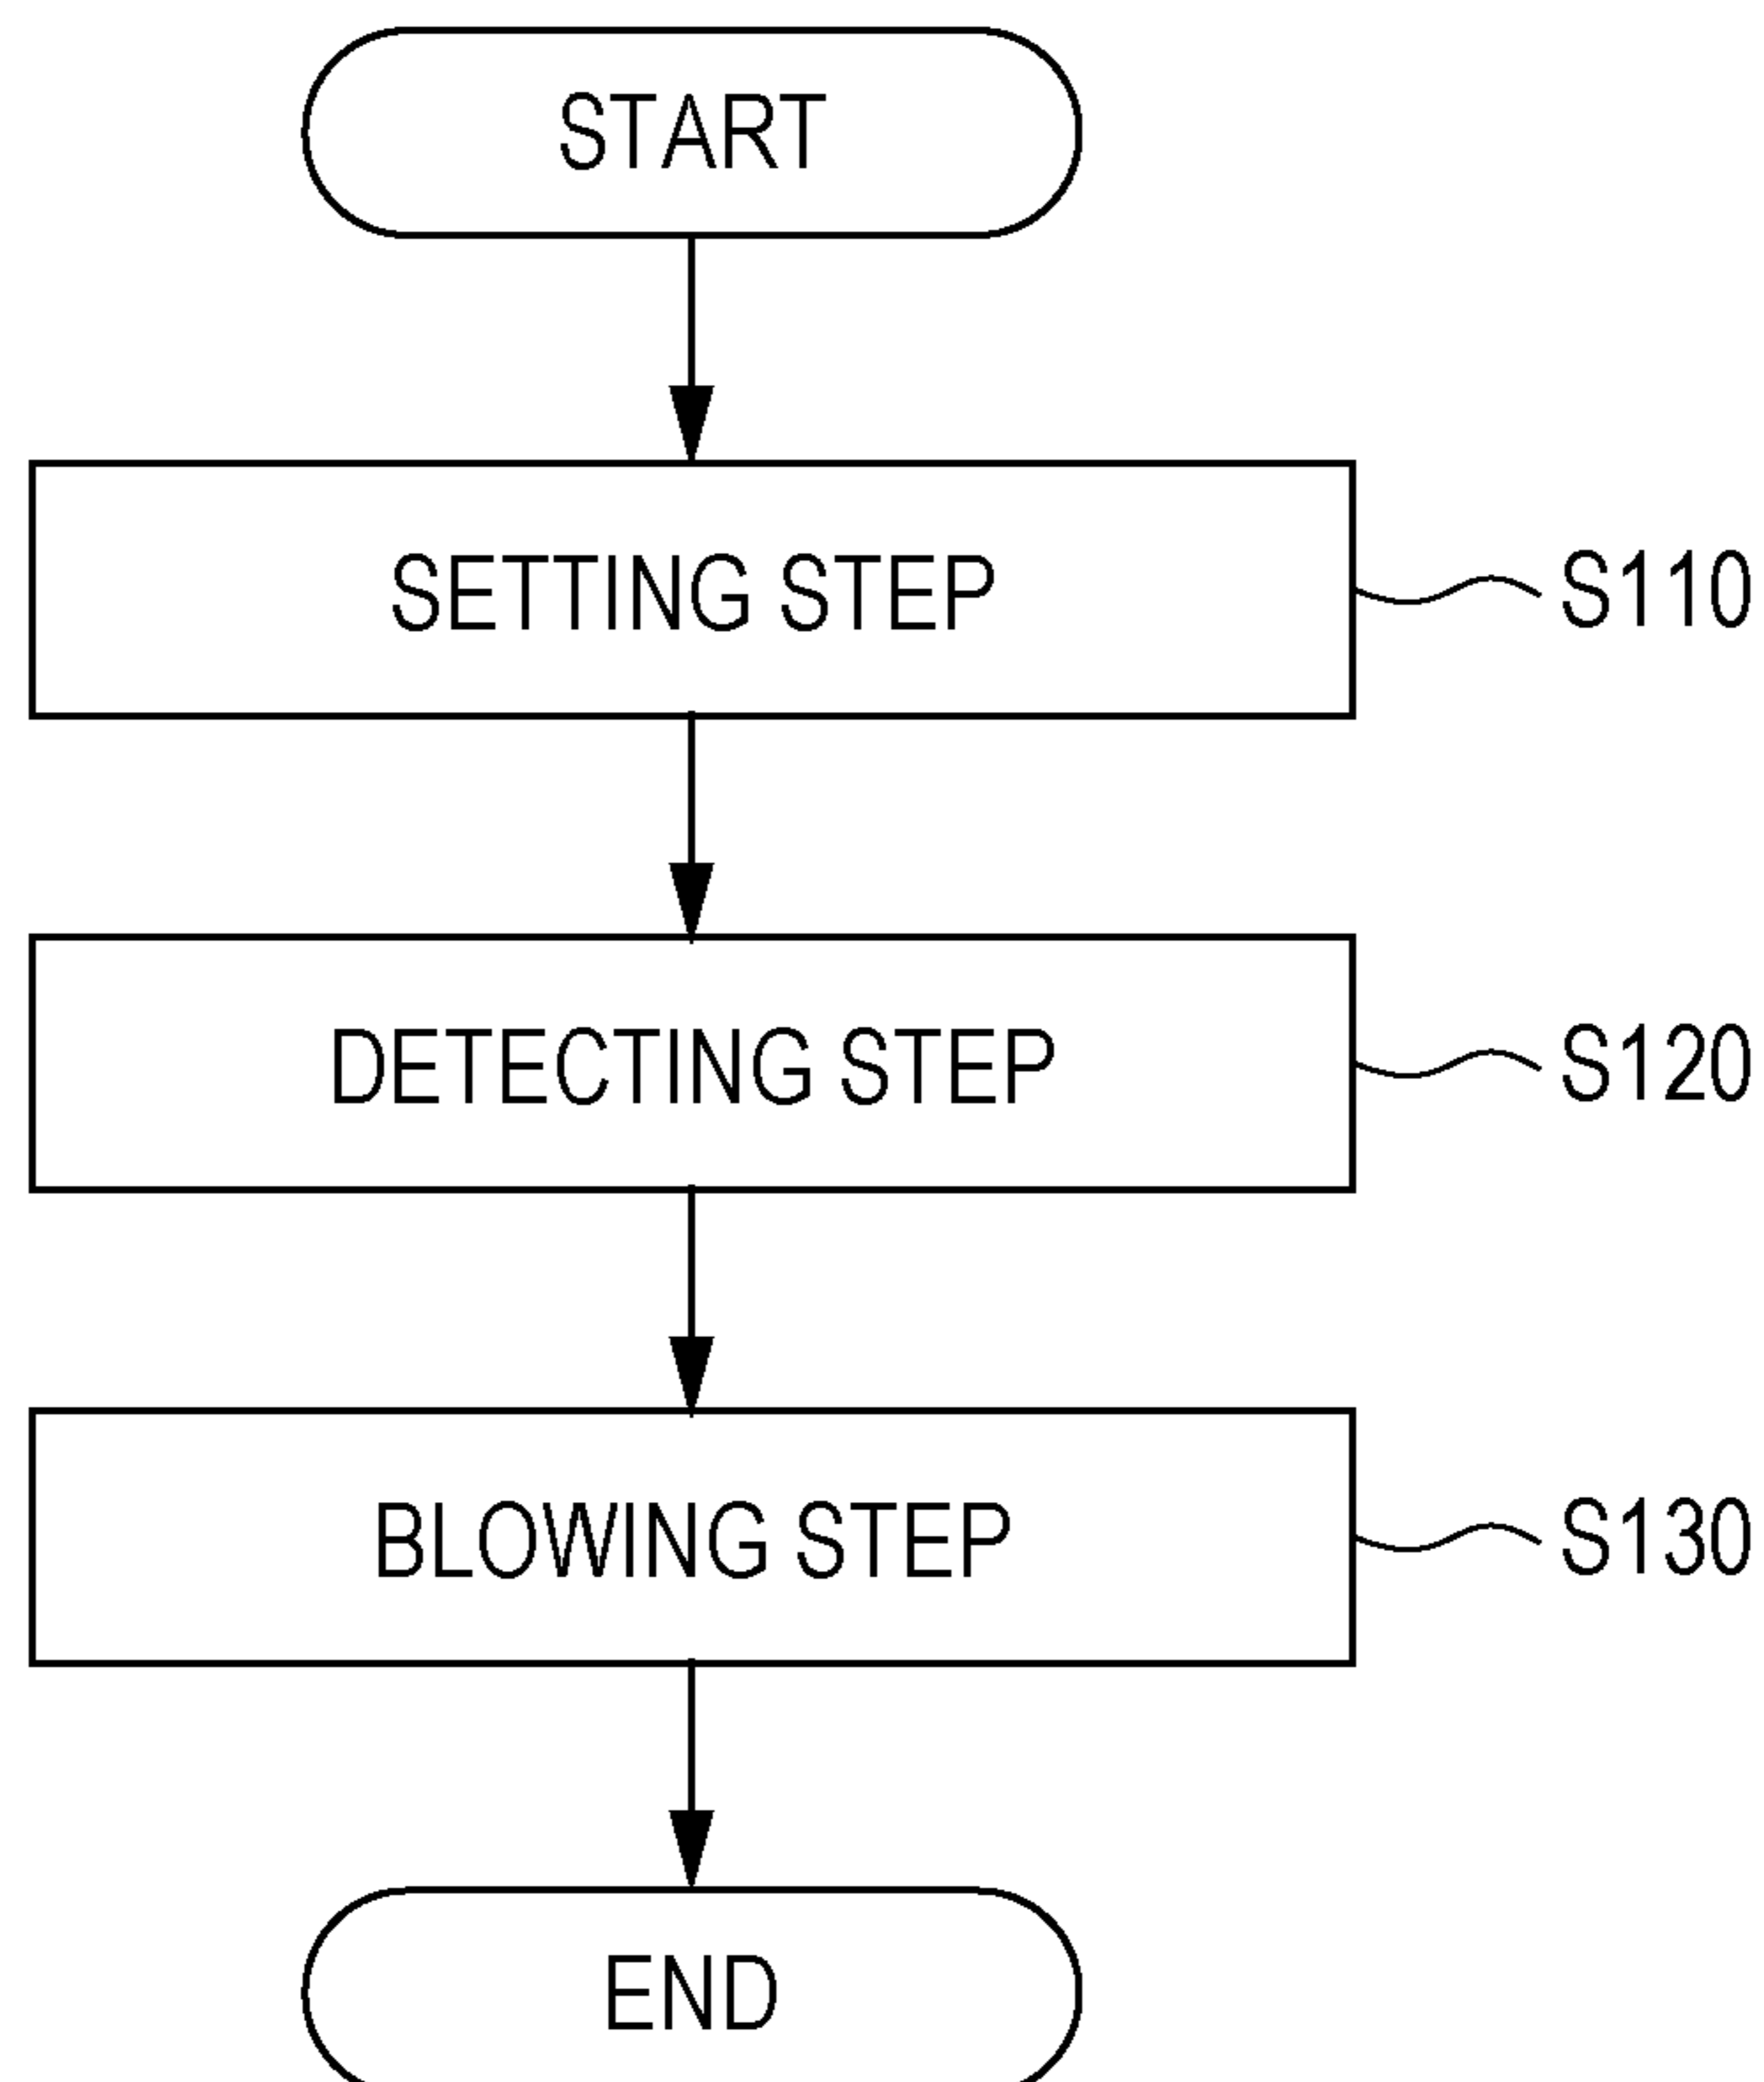 START
SETTING STEP
S110
DETECTING STEP
S120
BLOWING STEP
S130
END